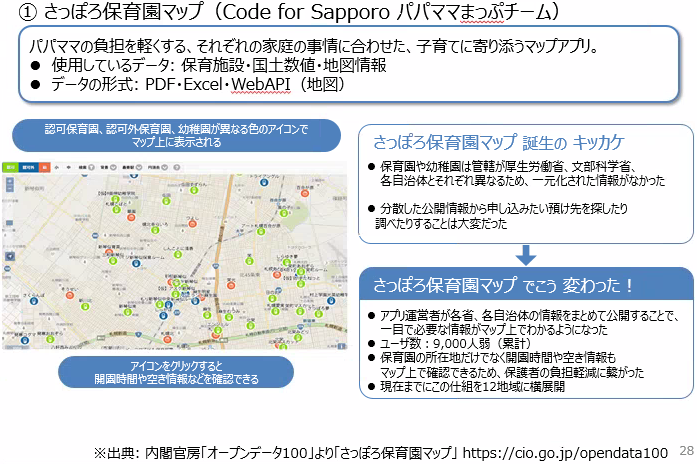 ① さっぽろ保育園マップ（Code for Sapporo パパママまっぷチーム）
パパママの負担を軽くする、それぞれの家庭の事情に合わせた、子育てに寄り添うマップアプリ。
● 使用しているデータ: 保育施設・国土数値・地図情報
● データの形式: PDF・Excel・WebAPI（地図）
認可保育園、認可外保育園、幼稚園が異なる色のアイコンで
マップ上に表示される
アイコンをクリックすると
開園時間や空き情報などを確認できる
さっぽろ保育園マップ 誕生の キッカケ
● 保育園や幼稚園は管轄が厚生労働省、文部科学省、
各自治体とそれぞれ異なるため、一元化された情報がなかった
● 分散した公開情報から申し込みたい預け先を探したり
調べたりすることは大変だった
さっぽろ保育園マップ でこう 変わった！
● アプリ運営者が各省、各自治体の情報をまとめて公開することで、
一目で必要な情報がマップ上でわかるようになった
● ユーザ数：9,000人弱（累計）
● 保育園の所在地だけでなく開園時間や空き情報も
マップ上で確認できるため、保護者の負担軽減に繋がった
● 現在までにこの仕組を12地域に横展開
※出典: 内閣官房「オープンデータ100」より「さっぽろ保育園マップ」 https://cio.go.jp/opendata100
28